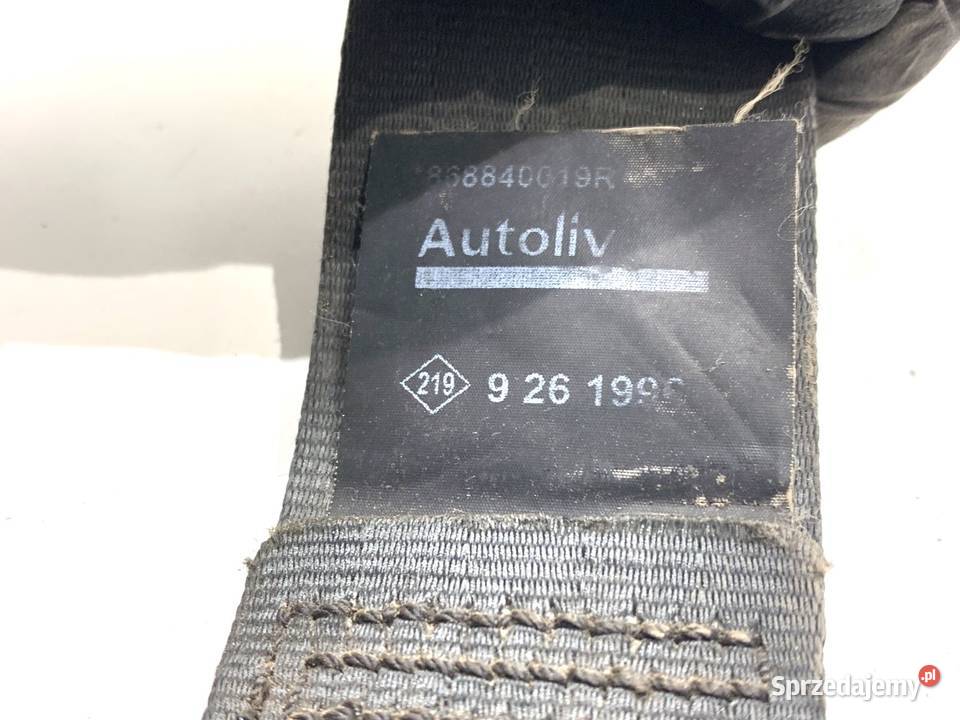 868840019R
Autoliv
219 9 26 199
Sprzedajemy.pl